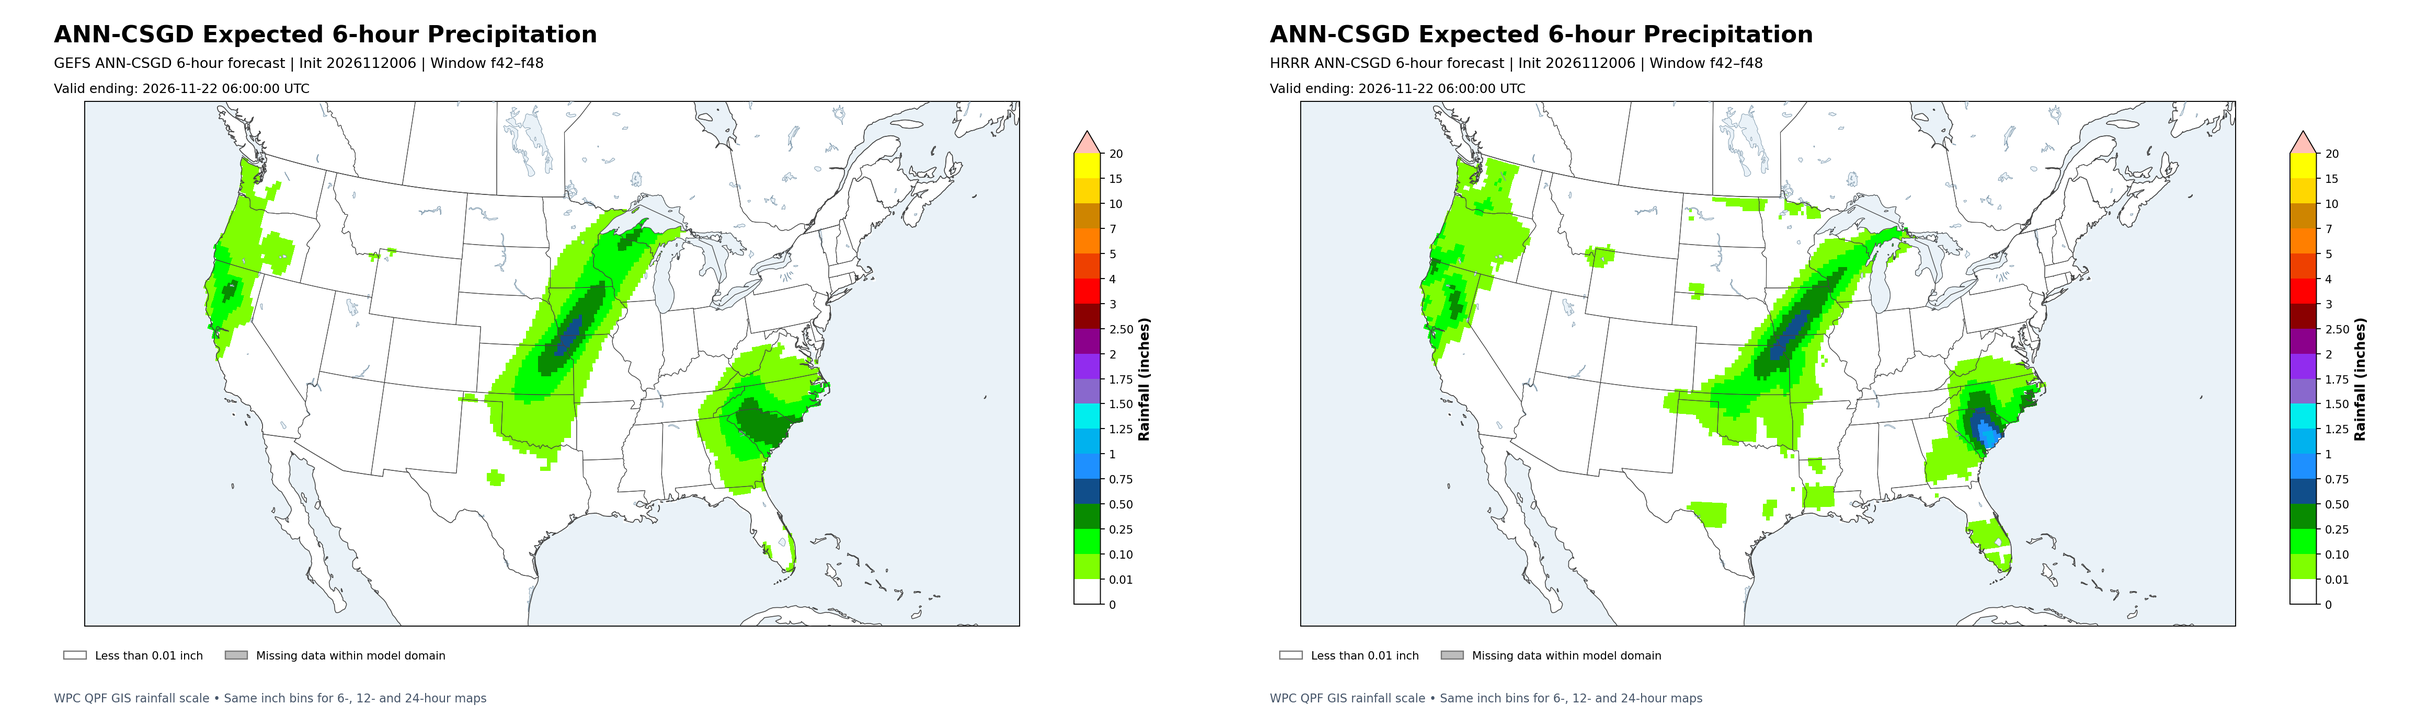 ANN-CSGD Expected 6-hour Precipitation
GEFS ANN-CSGD 6-hour forecast | Init 2026112006 | Window f42–f48
Valid ending: 2026-11-22 06:00:00 UTC
20
15
10
7
5
4
3
2.50
2
1.75
1.50
1.25
1
0.75
0.50
0.25
0.10
0.01
0
Rainfall (inches)
Less than 0.01 inch
Missing data within model domain
WPC QPF GIS rainfall scale • Same inch bins for 6-, 12- and 24-hour maps
ANN-CSGD Expected 6-hour Precipitation
HRRR ANN-CSGD 6-hour forecast | Init 2026112006 | Window f42–f48
Valid ending: 2026-11-22 06:00:00 UTC
20
15
10
7
5
4
3
2.50
2
1.75
1.50
1.25
1
0.75
0.50
0.25
0.10
0.01
0
Rainfall (inches)
Less than 0.01 inch
Missing data within model domain
WPC QPF GIS rainfall scale • Same inch bins for 6-, 12- and 24-hour maps